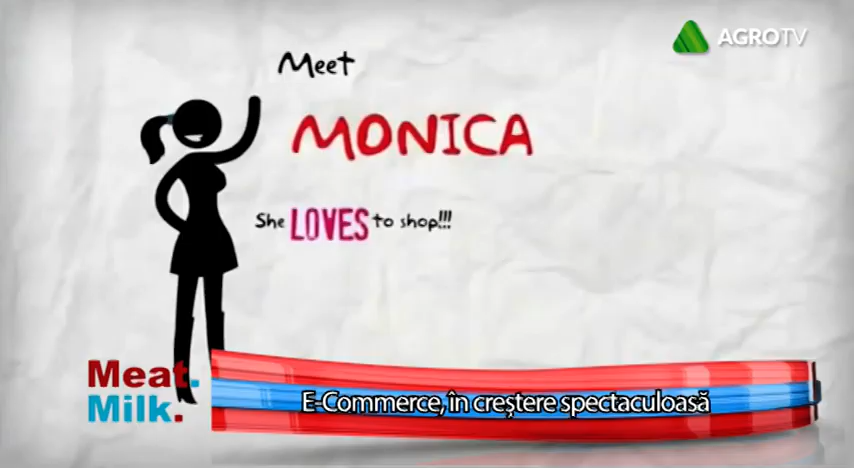 AGROTV
Meet
MONICA
She LOVES to shop!!!
Meat.
Milk.
E-Commerce, în creștere spectaculoasă